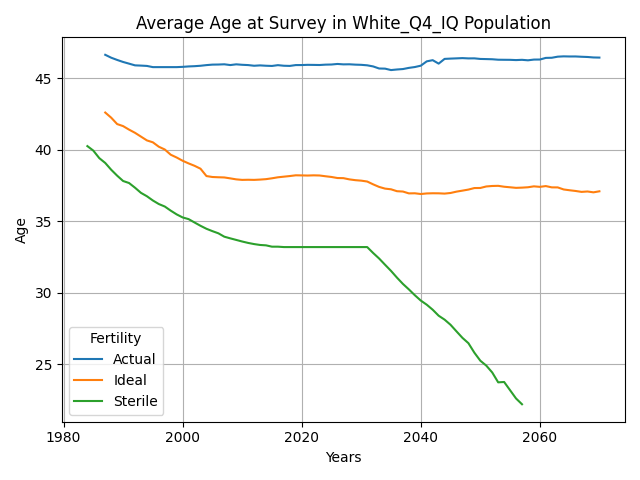 Average Age at Survey in White_Q4_IQ Population
Age
45
40
35
30
25
Fertility
Actual
Ideal
Sterile
1980
2000
2020
2040
2060
Years